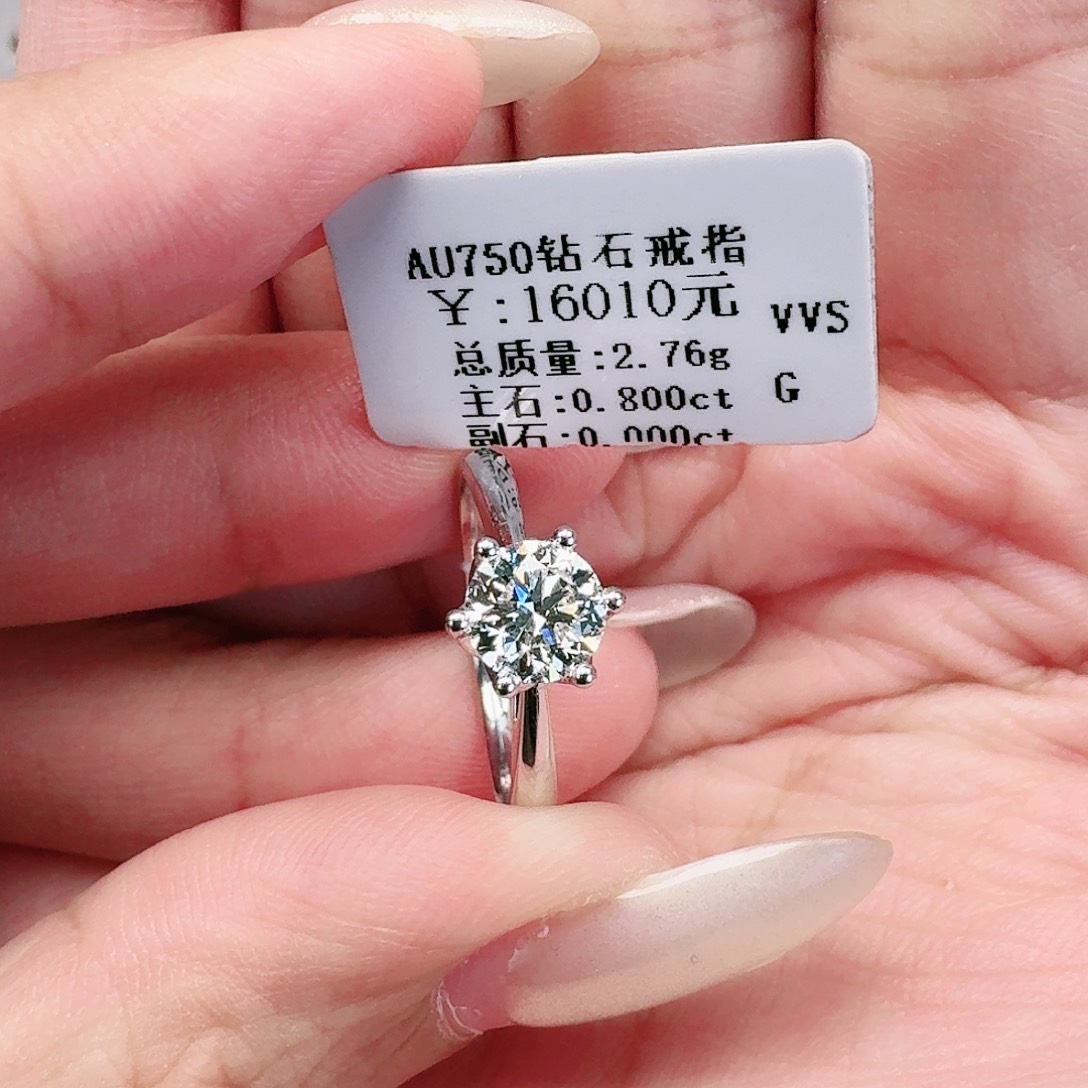 AU750钻石戒指
¥:16010元
VVS
总质量:2.76g
主石:0.800ct
G
副石:0.000ct